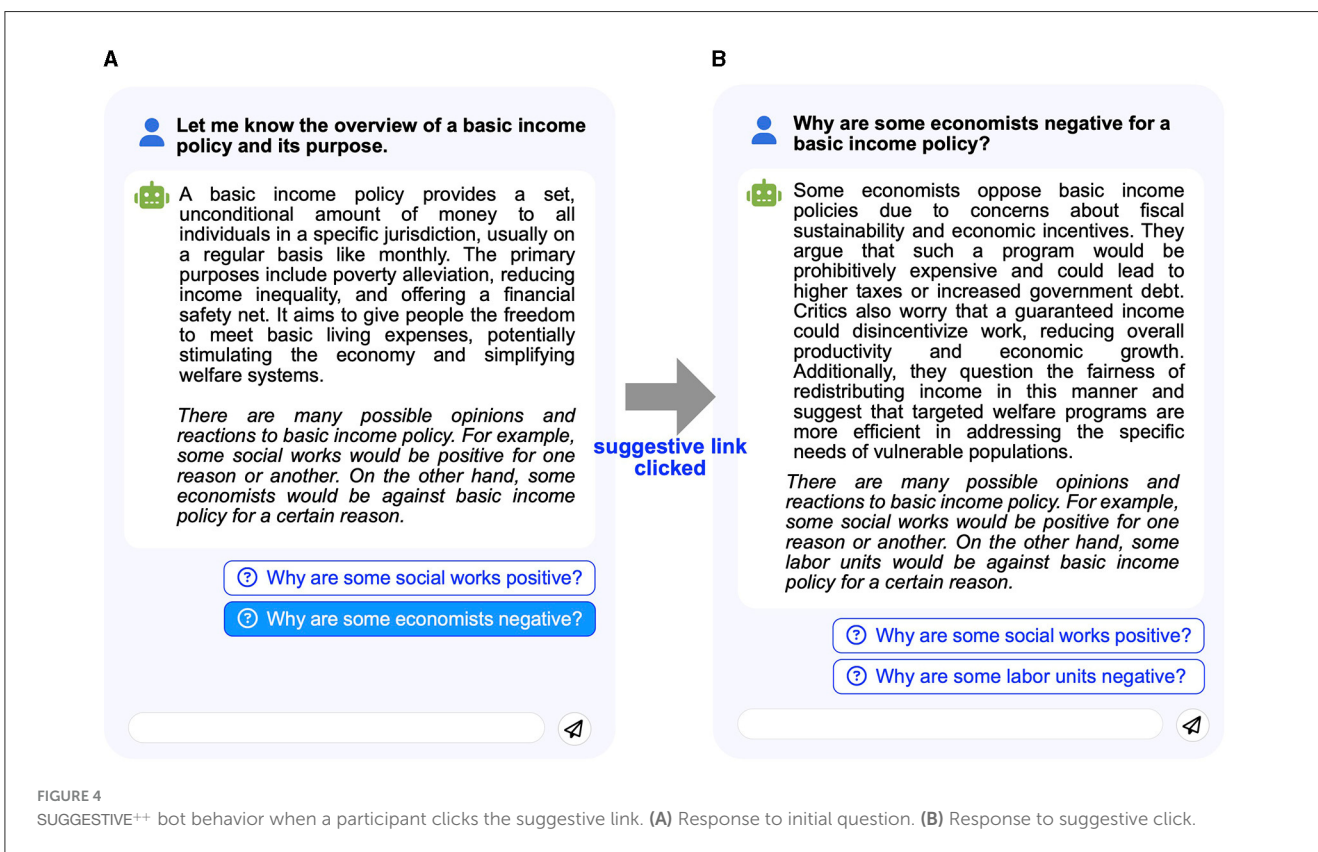 A
Let me know the overview of a basic income
policy and its purpose.
A basic income policy provides a set,
unconditional amount of money to all
individuals in a specific jurisdiction, usually on
a regular basis like monthly. The primary
purposes include poverty alleviation, reducing
income inequality, and offering a financial
safety net. It aims to give people the freedom
to meet basic living expenses, potentially
stimulating the economy and simplifying
welfare systems.
There are many possible opinions and
reactions to basic income policy. For example,
some social works would be positive for one
reason or another. On the other hand, some
economists would be against basic income
policy for a certain reason.
Why are some social works positive?
Why are some economists negative?
suggestive link
clicked
B
Why are some economists negative for a
basic income policy?
Some economists oppose basic income
policies due to concerns about fiscal
sustainability and economic incentives. They
argue that such a program would be
prohibitively expensive and could lead to
higher taxes or increased government debt.
Critics also worry that a guaranteed income
could disincentivize work, reducing overall
productivity and economic growth.
Additionally, they question the fairness of
redistributing income in this manner and
suggest that targeted welfare programs are
more efficient in addressing the specific
needs of vulnerable populations.
There are many possible opinions and
reactions to basic income policy. For example,
some social works would be positive for one
reason or another. On the other hand, some
labor units would be against basic income
policy for a certain reason.
Why are some social works positive?
Why are some labor units negative?
FIGURE 4
SUGGESTIVE++ bot behavior when a participant clicks the suggestive link. (A) Response to initial question. (B) Response to suggestive click.